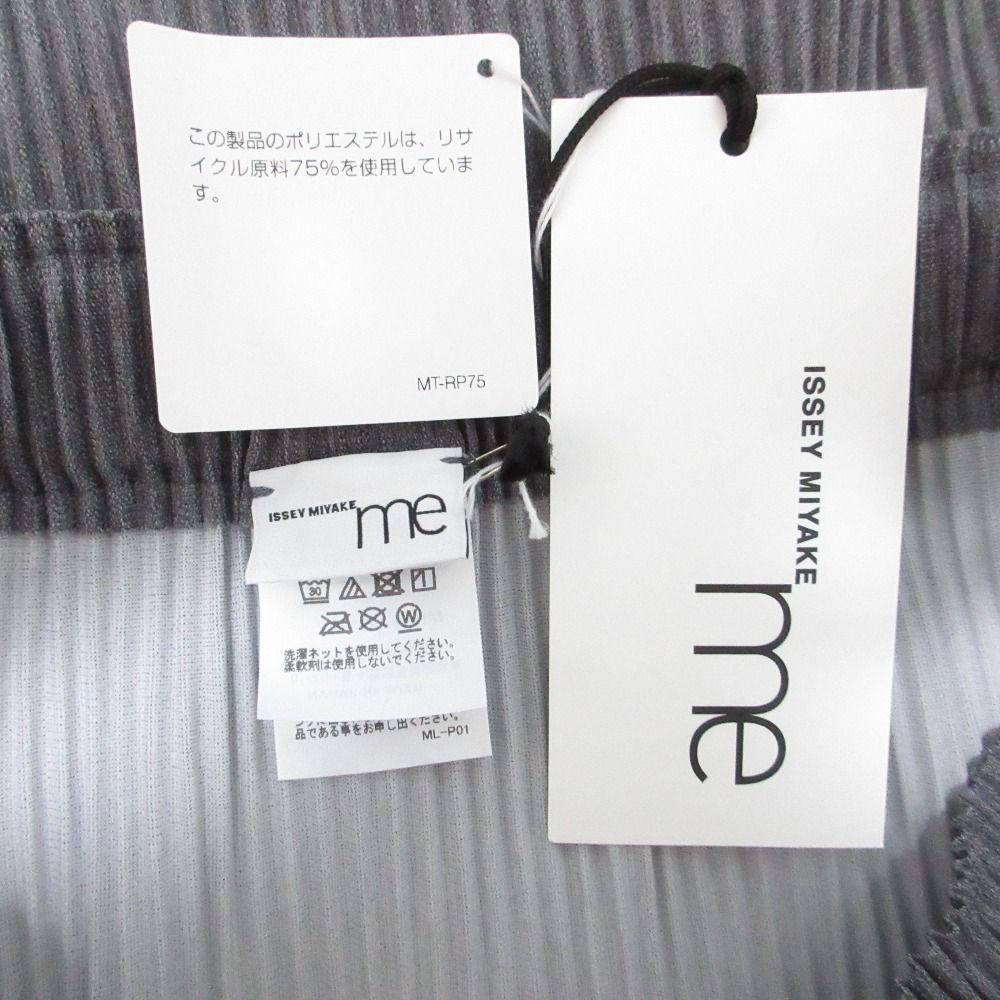 この製品のポリエステルは、リサ
イクル原料75%を使用していま
す。
MT-RP75
ISSEY MIYAKE
me
ISSEY MIYAKE me
30
W
洗濯ネットを使用してください。
柔軟剤は使用しないでください。
品である事をお申し出ください。
ML-P01